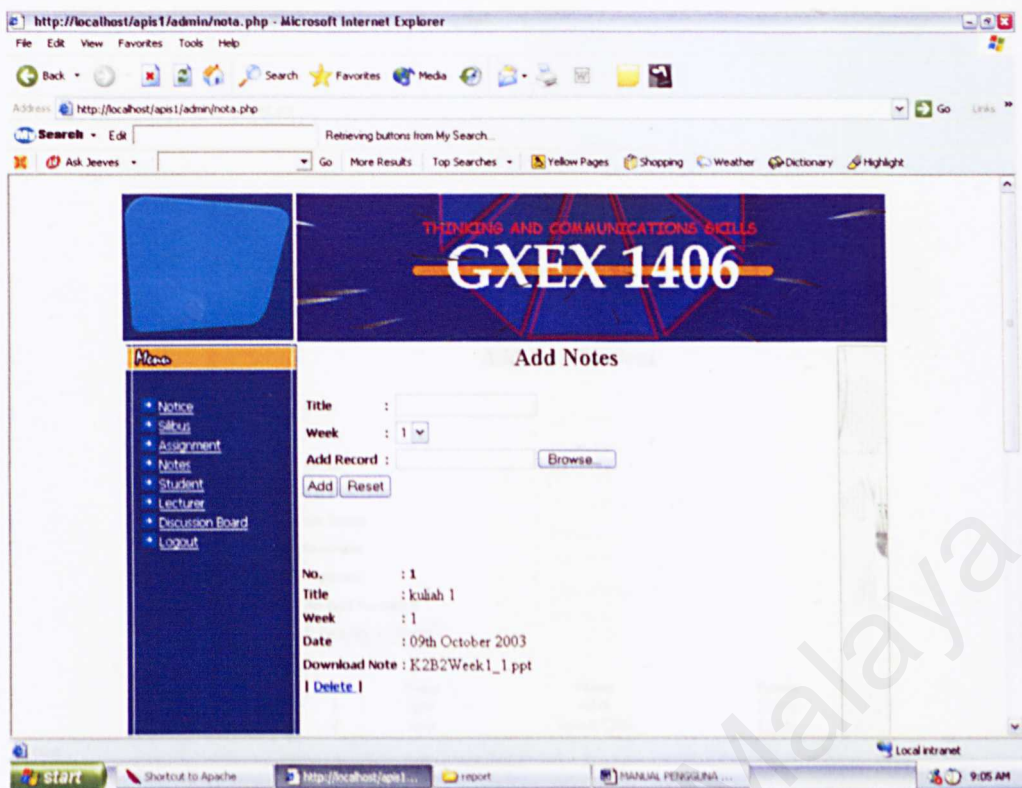 http://localhost/apis1/admin/nota.php - Microsoft Internet Explorer
File Edit View Favorites Tools Help
Back Search Favorites Media
Address http://localhost/apis1/admin/nota.php Go Links »
Search Edit Retrieving buttons from My Search...
Ask Jeeves Go More Results Top Searches Yellow Pages Shopping Weather Dictionary Highlight
THINKING AND COMMUNICATIONS SKILLS
GXEX 1406
Menu
Notice
Silibus
Assignment
Notes
Student
Lecturer
Discussion Board
Logout
Add Notes
Title :
Week : 1
Add Record : Browse...
Add Reset
No. : 1
Title : kuliah 1
Week : 1
Date : 09th October 2003
Download Note : K2B2Week1_1 ppt
| Delete |
Local intranet
start Shortcut to Apache http://localhost/apis1... report MANUAL PENGGUNA ... 9:05 AM
Malaya